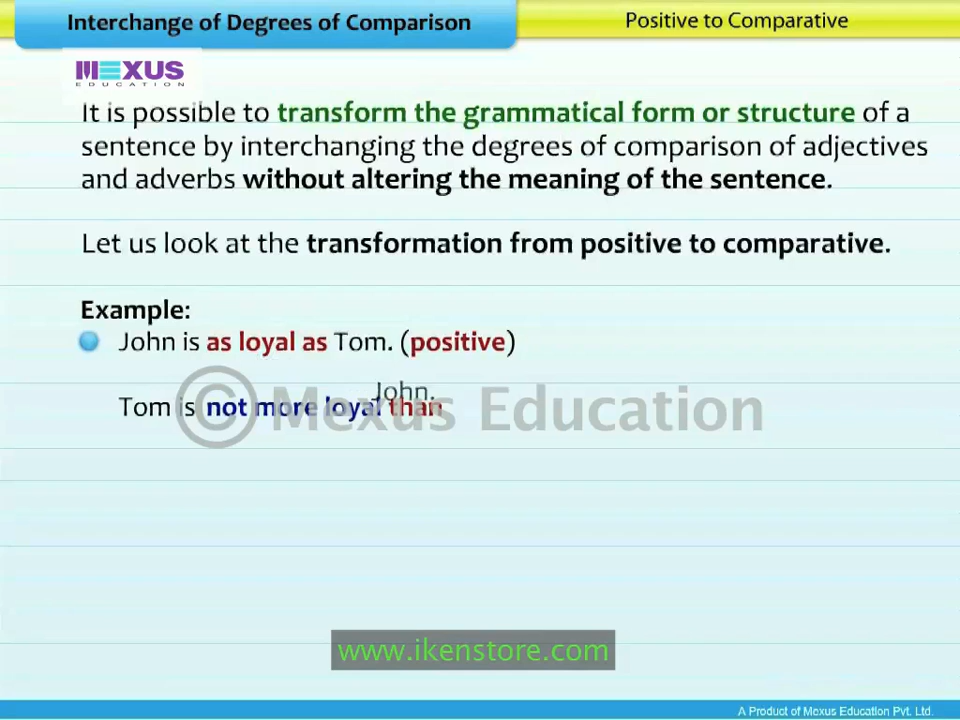 Interchange of Degrees of Comparison
Positive to Comparative
MEXUS
EDUCATION
It is possible to transform the grammatical form or structure of a
sentence by interchanging the degrees of comparison of adjectives
and adverbs without altering the meaning of the sentence.
Let us look at the transformation from positive to comparative.
Example:
John is as loyal as Tom. (positive)
John.
Tom is not more loyal than
© Mexus Education
www.ikenstore.com
A Product of Mexus Education Pvt. Ltd.